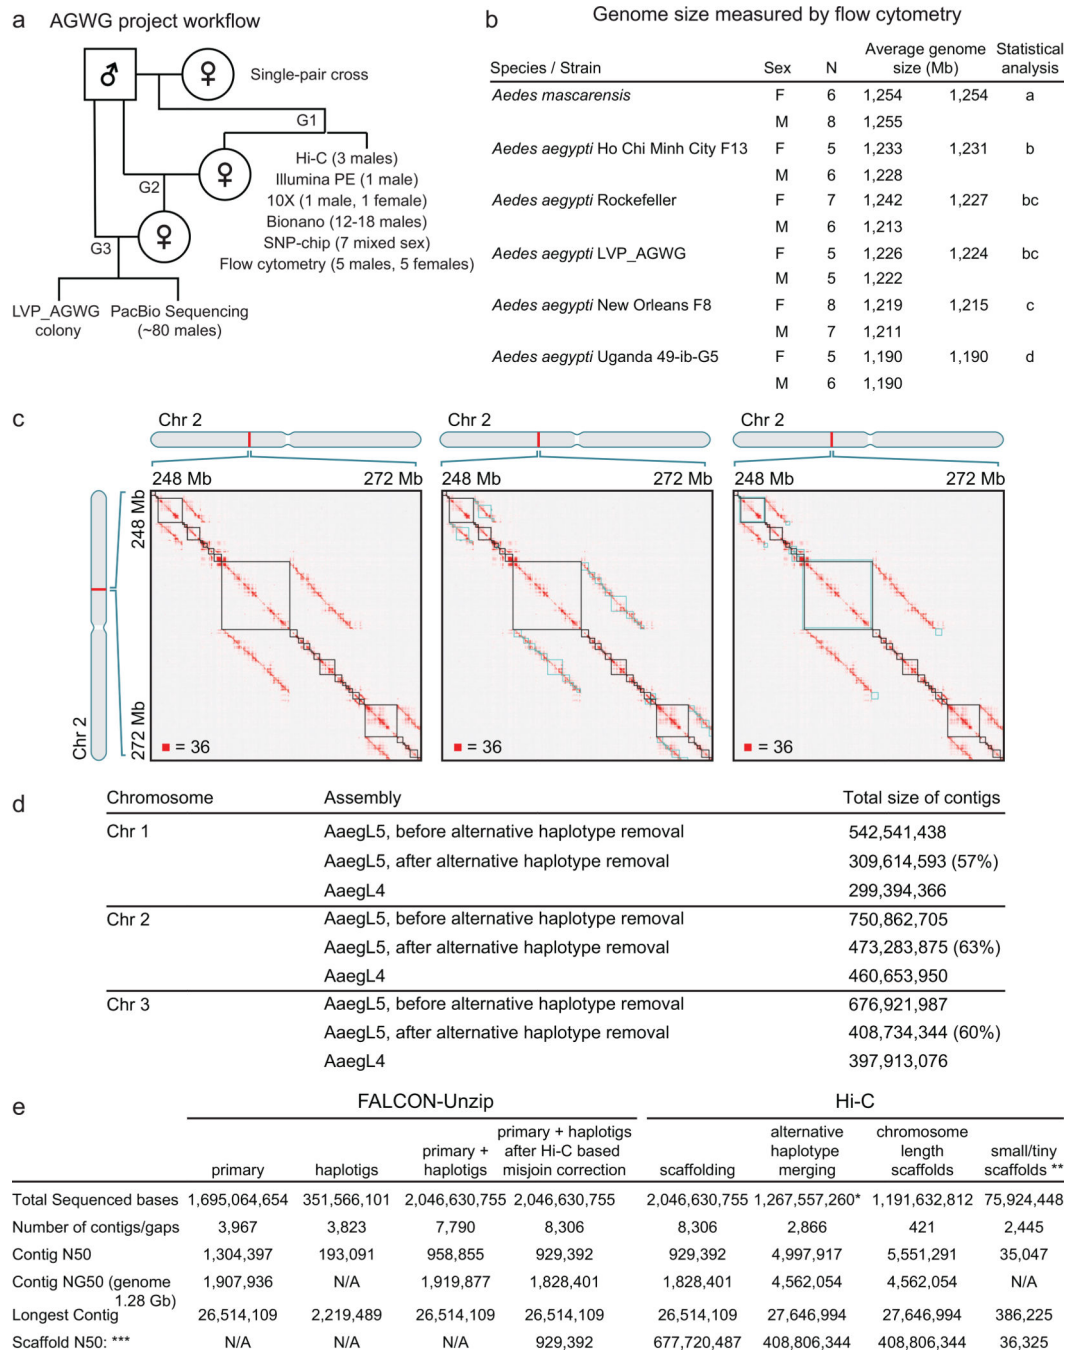 a AGWG project workflow
♂ ♀ Single-pair cross
G1
♀
Hi-C (3 males)
Illumina PE (1 male)
G2
10X (1 male, 1 female)
Bionano (12-18 males)
♀
SNP-chip (7 mixed sex)
G3
Flow cytometry (5 males, 5 females)
LVP_AGWG colony
PacBio Sequencing (~80 males)
b Genome size measured by flow cytometry
Species / Strain Sex N Average genome size (Mb) Statistical analysis
Aedes mascarensis F 6 1,254 1,254 a
M 8 1,255
Aedes aegypti Ho Chi Minh City F13 F 5 1,233 1,231 b
M 6 1,228
Aedes aegypti Rockefeller F 7 1,242 1,227 bc
M 6 1,213
Aedes aegypti LVP_AGWG F 5 1,226 1,224 bc
M 5 1,222
Aedes aegypti New Orleans F8 F 8 1,219 1,215 c
M 7 1,211
Aedes aegypti Uganda 49-ib-G5 F 5 1,190 1,190 d
M 6 1,190
c
Chr 2 Chr 2 Chr 2
248 Mb 272 Mb 248 Mb 272 Mb 248 Mb 272 Mb
248 Mb
272 Mb
Chr 2
= 36 = 36 = 36
d
Chromosome Assembly Total size of contigs
Chr 1 AaegL5, before alternative haplotype removal 542,541,438
AaegL5, after alternative haplotype removal 309,614,593 (57%)
AaegL4 299,394,366
Chr 2 AaegL5, before alternative haplotype removal 750,862,705
AaegL5, after alternative haplotype removal 473,283,875 (63%)
AaegL4 460,653,950
Chr 3 AaegL5, before alternative haplotype removal 676,921,987
AaegL5, after alternative haplotype removal 408,734,344 (60%)
AaegL4 397,913,076
e
FALCON-Unzip Hi-C
primary haplotigs primary + haplotigs primary + haplotigs after Hi-C based misjoin correction scaffolding alternative haplotype merging chromosome length scaffolds small/tiny scaffolds **
Total Sequenced bases 1,695,064,654 351,566,101 2,046,630,755 2,046,630,755 2,046,630,755 1,267,557,260* 1,191,632,812 75,924,448
Number of contigs/gaps 3,967 3,823 7,790 8,306 8,306 2,866 421 2,445
Contig N50 1,304,397 193,091 958,855 929,392 929,392 4,997,917 5,551,291 35,047
Contig NG50 (genome 1.28 Gb) 1,907,936 N/A 1,919,877 1,828,401 1,828,401 4,562,054 4,562,054 N/A
Longest Contig 26,514,109 2,219,489 26,514,109 26,514,109 26,514,109 27,646,994 27,646,994 386,225
Scaffold N50: *** N/A N/A N/A 929,392 677,720,487 408,806,344 408,806,344 36,325